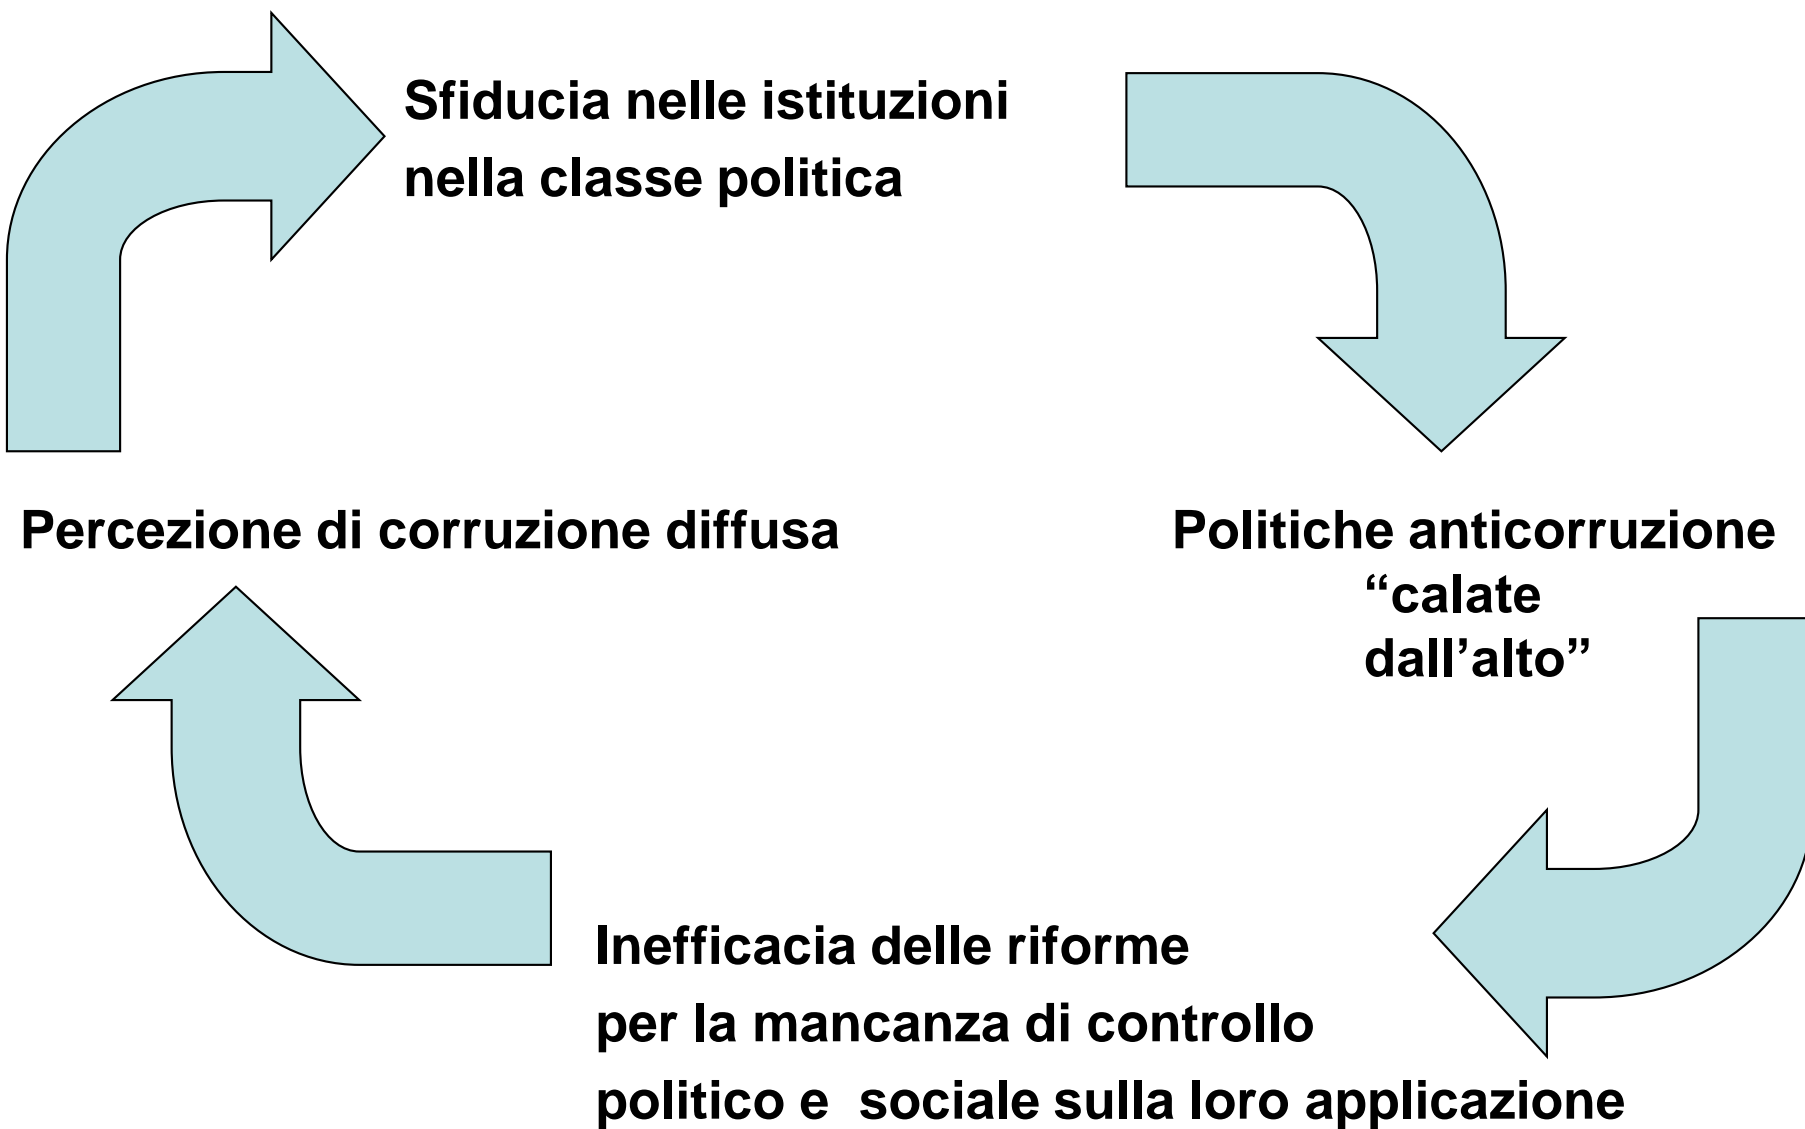 Sfiducia nelle istituzioni
nella classe politica
Percezione di corruzione diffusa
Politiche anticorruzione
“calate
dall’alto”
Inefficacia delle riforme
per la mancanza di controllo
politico e  sociale sulla loro applicazione